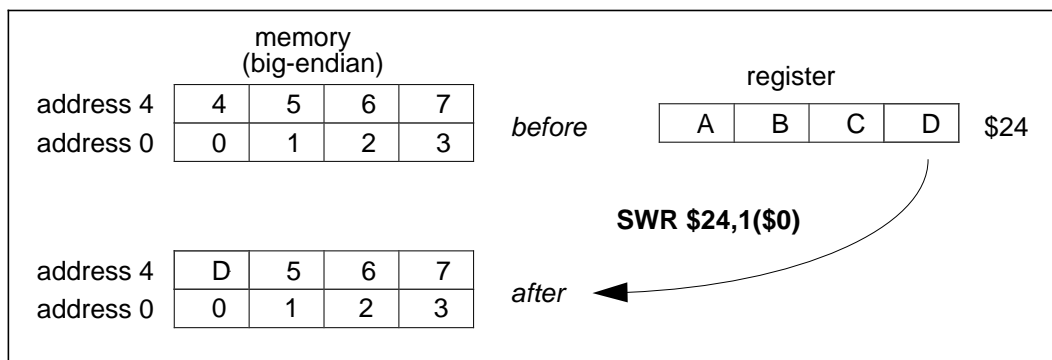 memory
(big-endian)
register
address 4 4 5 6 7
address 0 0 1 2 3
before
A B C D $24
SWR $24,1($0)
address 4 D 5 6 7
address 0 0 1 2 3
after